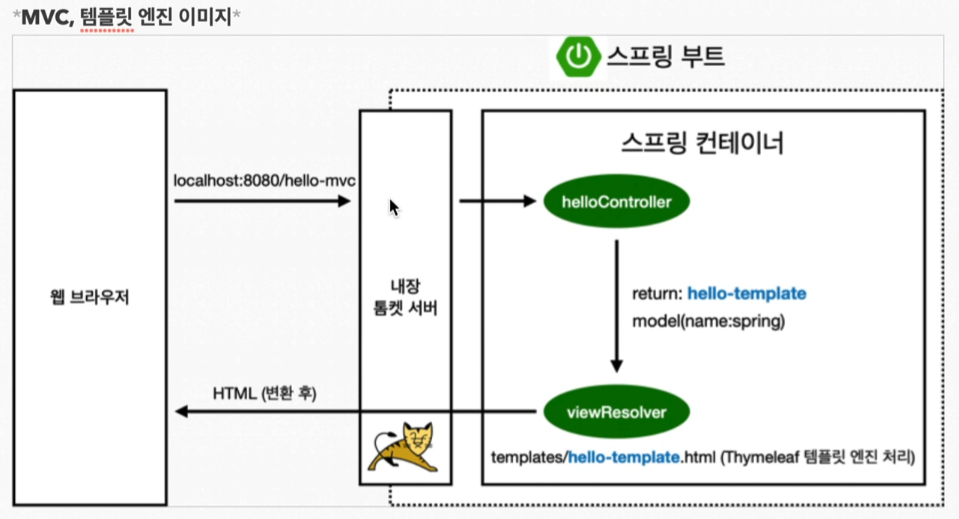 *MVC, 템플릿 엔진 이미지*
스프링 부트
스프링 컨테이너
localhost:8080/hello-mvc
helloController
웹 브라우저
내장
톰켓 서버
return: hello-template
model(name:spring)
HTML (변환 후)
viewResolver
templates/hello-template.html (Thymeleaf 템플릿 엔진 처리)